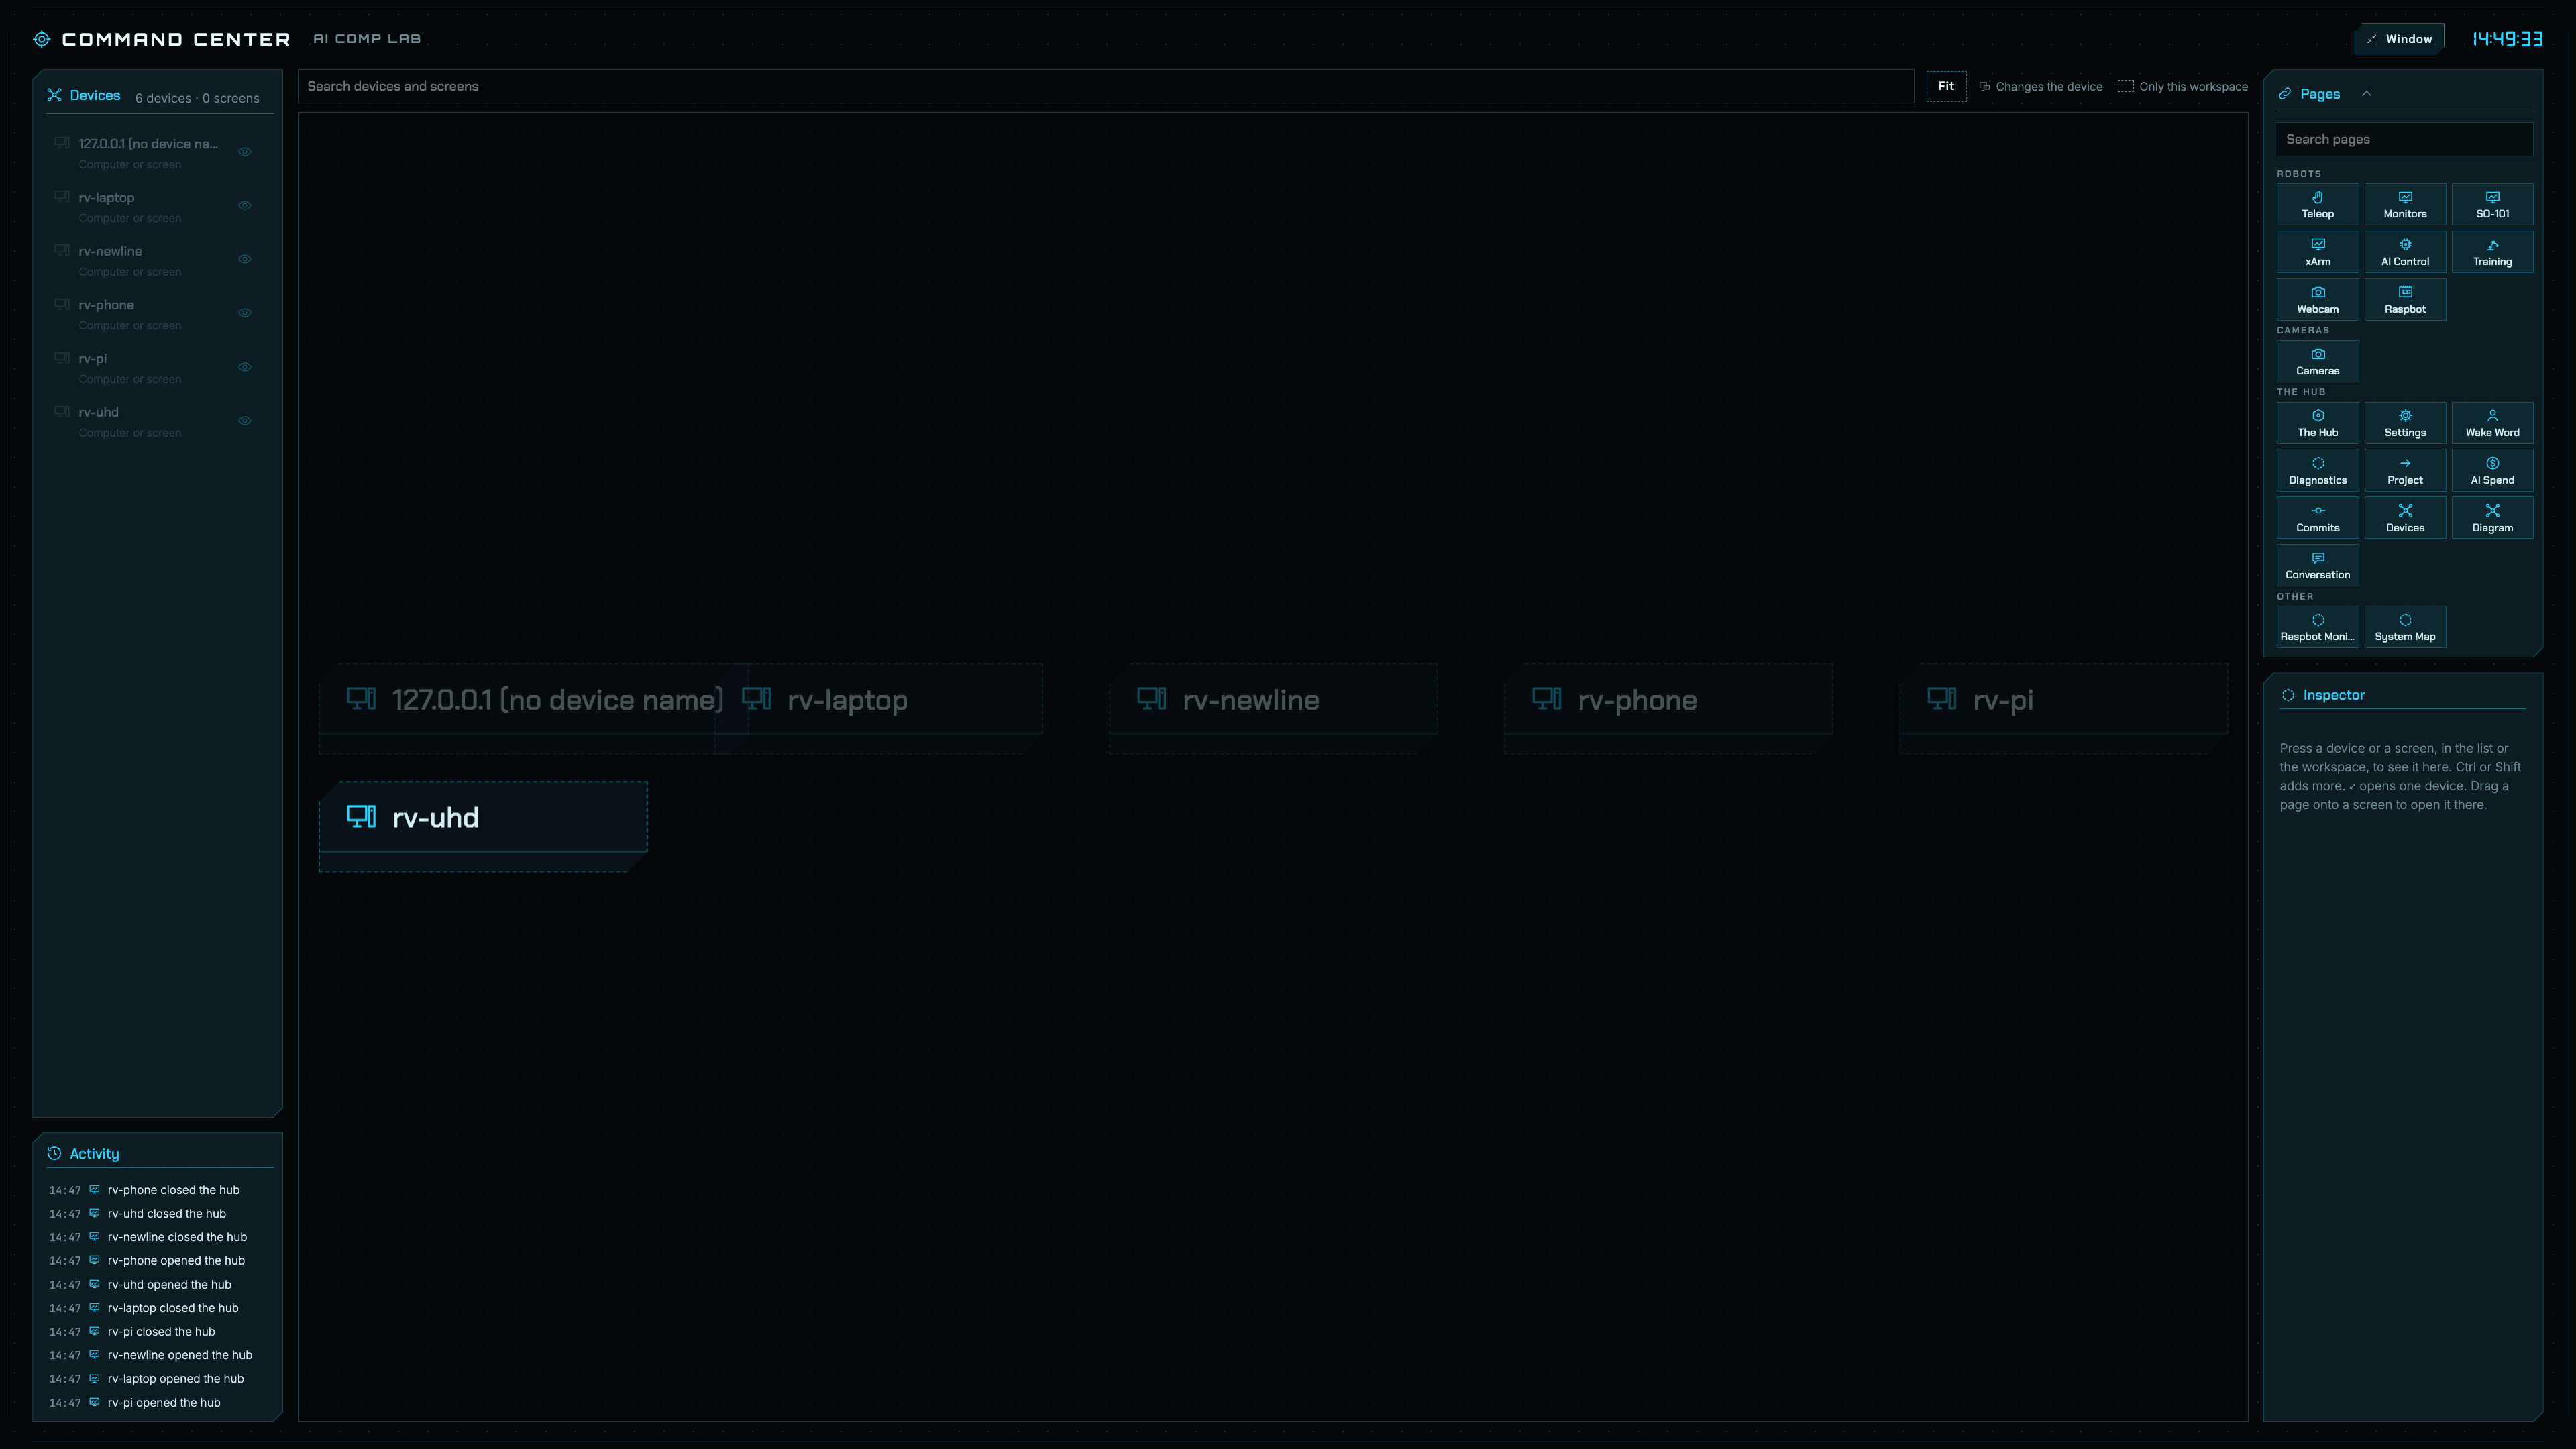 COMMAND CENTER
AI COMP LAB
Window
14:49:33
Devices
6 devices · 0 screens
127.0.0.1 (no device na...
Computer or screen
rv-laptop
Computer or screen
rv-newline
Computer or screen
rv-phone
Computer or screen
rv-pi
Computer or screen
rv-uhd
Computer or screen
Activity
14:47 rv-phone closed the hub
14:47 rv-uhd closed the hub
14:47 rv-newline closed the hub
14:47 rv-phone opened the hub
14:47 rv-uhd opened the hub
14:47 rv-laptop closed the hub
14:47 rv-pi closed the hub
14:47 rv-newline opened the hub
14:47 rv-laptop opened the hub
14:47 rv-pi opened the hub
Search devices and screens
Fit
Changes the device
Only this workspace
127.0.0.1 (no device name)
rv-laptop
rv-newline
rv-phone
rv-pi
rv-uhd
Pages
Search pages
ROBOTS
Teleop
Monitors
SO-101
xArm
AI Control
Training
Webcam
Raspbot
CAMERAS
Cameras
THE HUB
The Hub
Settings
Wake Word
Diagnostics
Project
AI Spend
Commits
Devices
Diagram
Conversation
OTHER
Raspbot Moni...
System Map
Inspector
Press a device or a screen, in the list or
the workspace, to see it here. Ctrl or Shift
adds more. ⤢ opens one device. Drag a
page onto a screen to open it there.